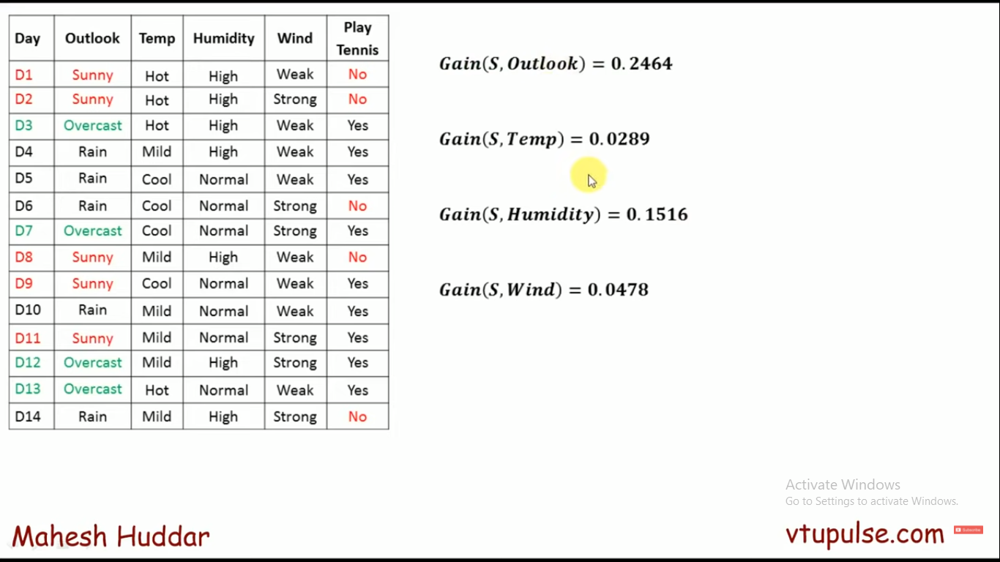 Day Outlook Temp Humidity Wind Play Tennis
D1 Sunny Hot High Weak No
D2 Sunny Hot High Strong No
D3 Overcast Hot High Weak Yes
D4 Rain Mild High Weak Yes
D5 Rain Cool Normal Weak Yes
D6 Rain Cool Normal Strong No
D7 Overcast Cool Normal Strong Yes
D8 Sunny Mild High Weak No
D9 Sunny Cool Normal Weak Yes
D10 Rain Mild Normal Weak Yes
D11 Sunny Mild Normal Strong Yes
D12 Overcast Mild High Strong Yes
D13 Overcast Hot Normal Weak Yes
D14 Rain Mild High Strong No
Gain(S, Outlook) = 0.2464
Gain(S, Temp) = 0.0289
Gain(S, Humidity) = 0.1516
Gain(S, Wind) = 0.0478
Activate Windows
Go to Settings to activate Windows.
Mahesh Huddar
vtupulse.com
Subscribe